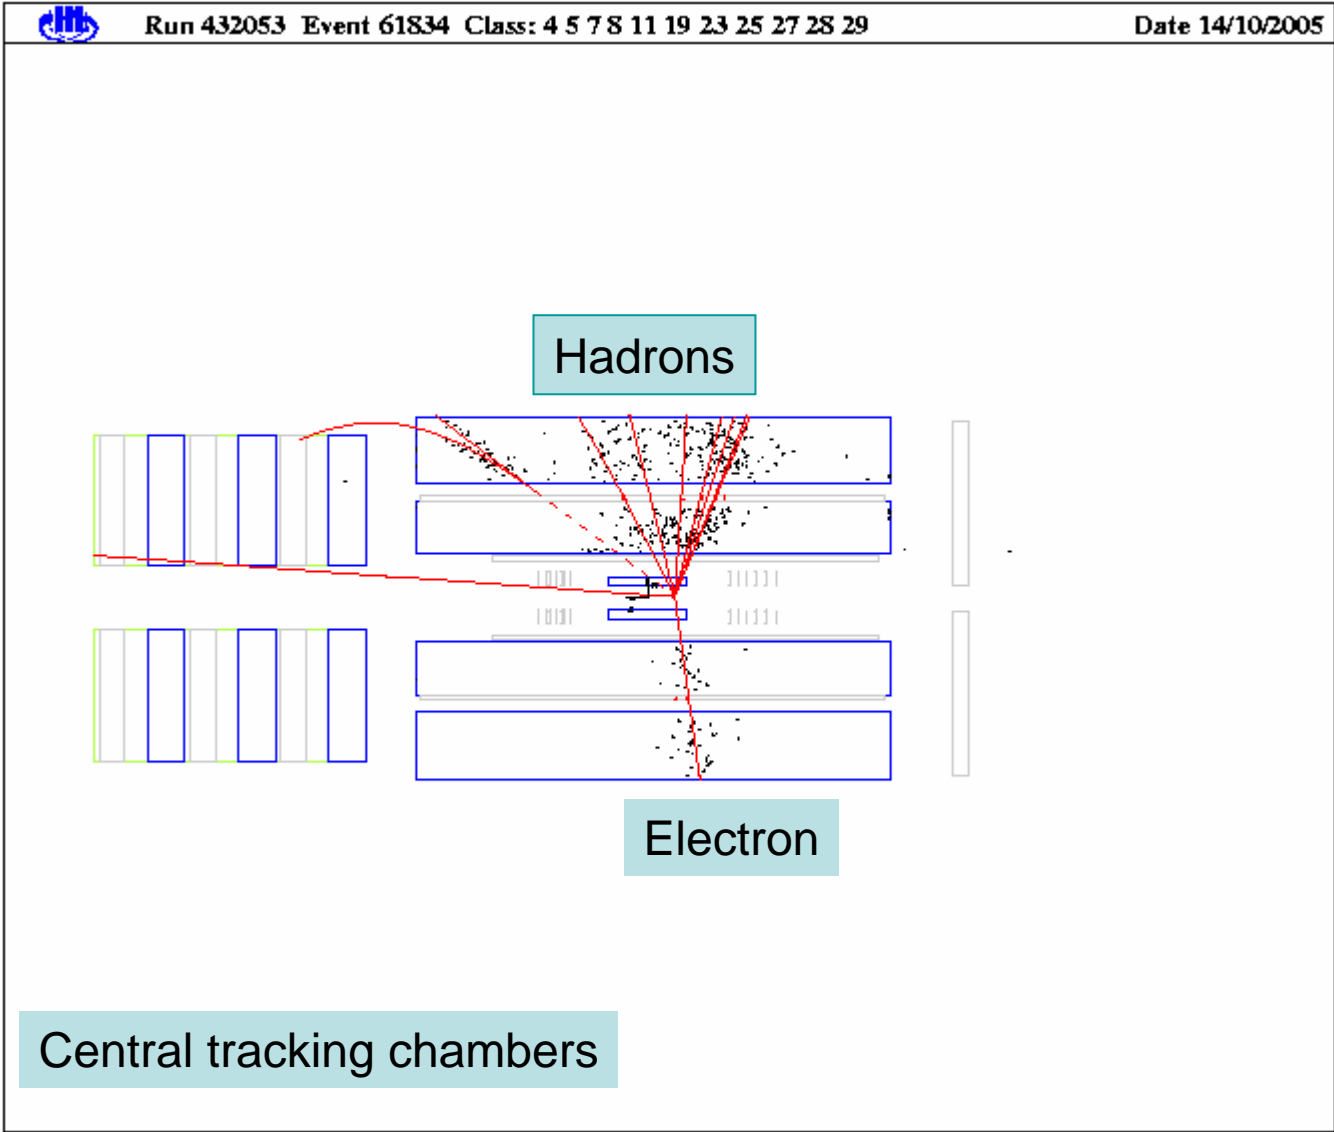 Run 432053 Event 61834 Class: 4 5 7 8 11 19 23 25 27 28 29 Date 14/10/2005
Hadrons
Electron
Central tracking chambers